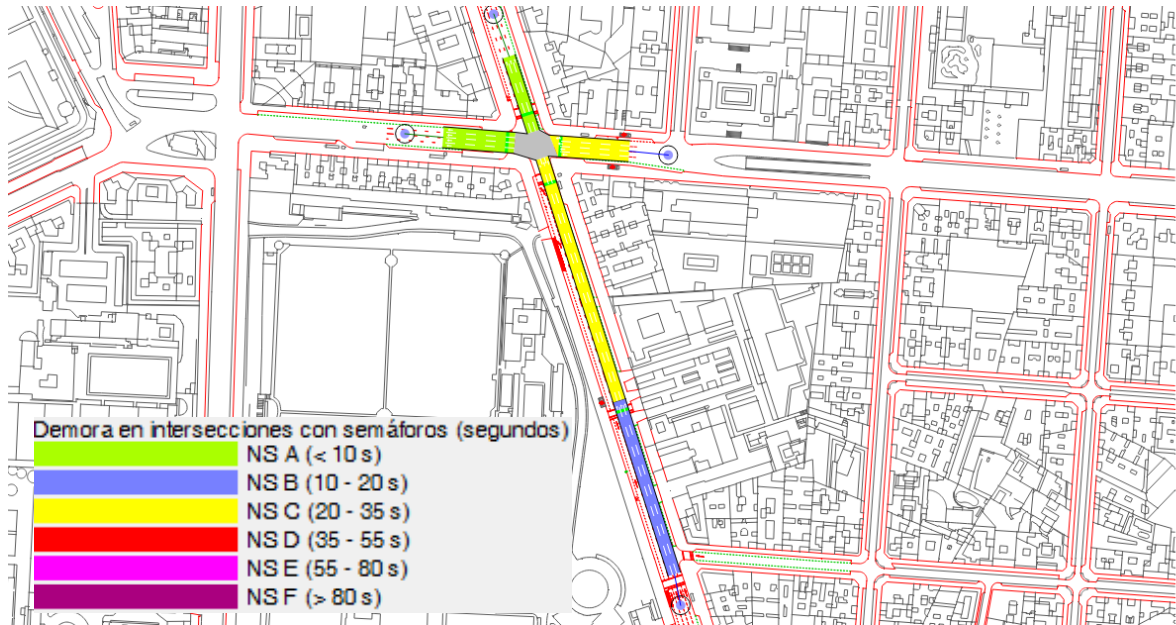 Demora en intersecciones con semáforos (segundos)
NS A (< 10 s)
NS B (10 - 20 s)
NS C (20 - 35 s)
NS D (35 - 55 s)
NS E (55 - 80 s)
NS F (> 80 s)